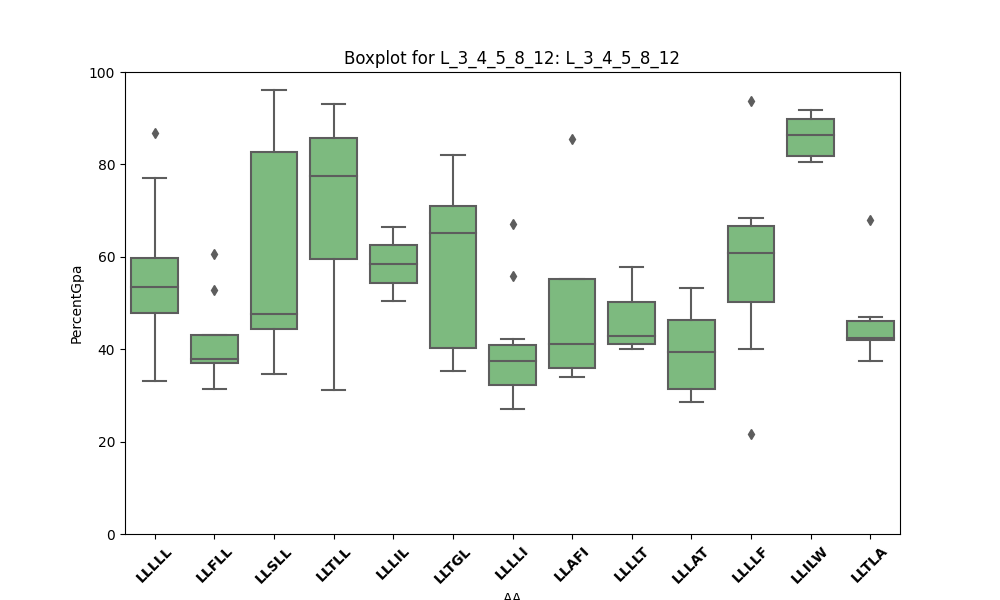 Boxplot for L_3_4_5_8_12: L_3_4_5_8_12
PercentGpa
100
80
60
40
20
0
LLLLL LLFLL LLSLL LLTLL LLLIL LLTGL LLLLI LLAFI LLLLT LLLAT LLLLF LLILW LLTLA
AA